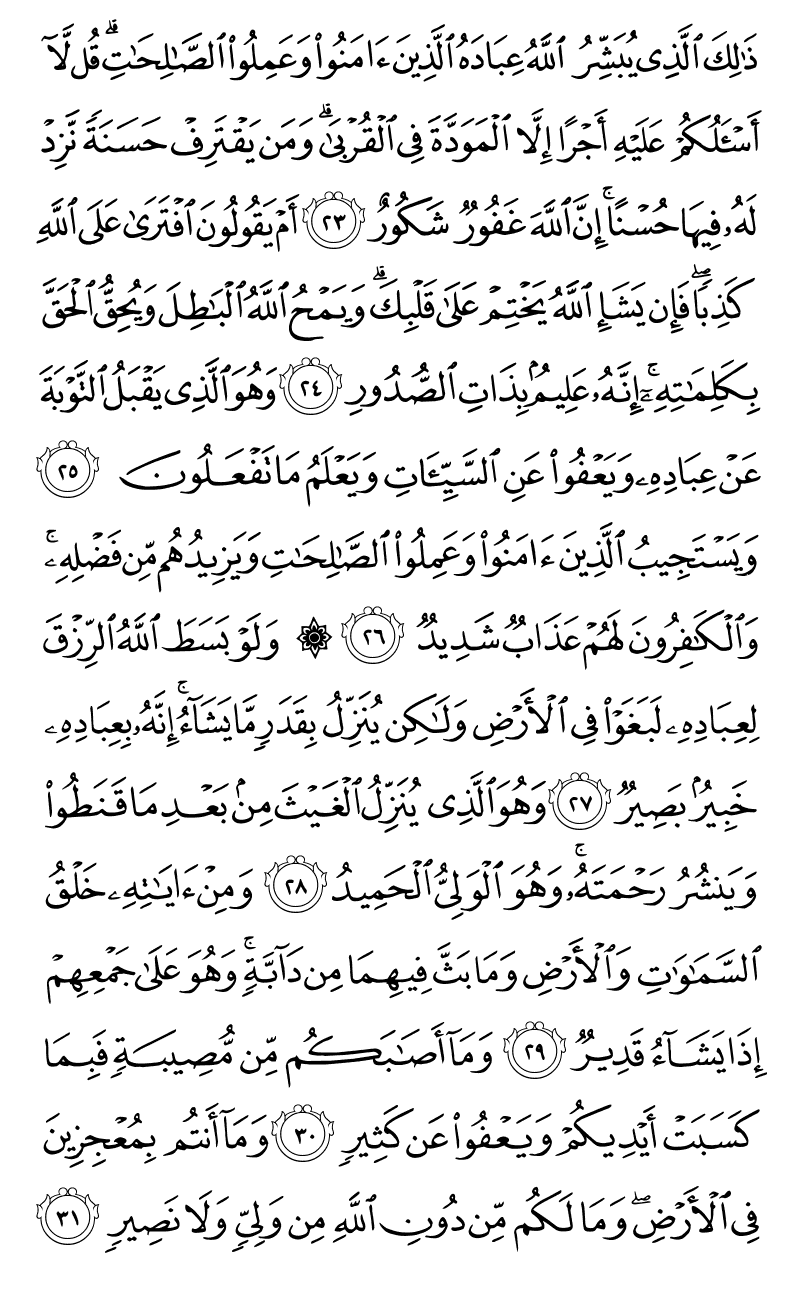 ذَٰلِكَ ٱلَّذِي يُبَشِّرُ ٱللَّهُ عِبَادَهُ ٱلَّذِينَ ءَامَنُوا۟ وَعَمِلُوا۟ ٱلصَّٰلِحَٰتِۗ قُل لَّآ
أَسْـَٔلُكُمْ عَلَيْهِ أَجْرًا إِلَّا ٱلْمَوَدَّةَ فِي ٱلْقُرْبَىٰۗ وَمَن يَقْتَرِفْ حَسَنَةً نَّزِدْ
لَهُۥ فِيهَا حُسْنًاۚ إِنَّ ٱللَّهَ غَفُورٌ شَكُورٌ ٢٣ أَمْ يَقُولُونَ ٱفْتَرَىٰ عَلَى ٱللَّهِ
كَذِبًاۖ فَإِن يَشَإِ ٱللَّهُ يَخْتِمْ عَلَىٰ قَلْبِكَۗ وَيَمْحُ ٱللَّهُ ٱلْبَٰطِلَ وَيُحِقُّ ٱلْحَقَّ
بِكَلِمَٰتِهِۦٓۚ إِنَّهُۥ عَلِيمٌۢ بِذَاتِ ٱلصُّدُورِ ٢٤ وَهُوَ ٱلَّذِي يَقْبَلُ ٱلتَّوْبَةَ
عَنْ عِبَادِهِۦ وَيَعْفُوا۟ عَنِ ٱلسَّيِّـَٔاتِ وَيَعْلَمُ مَا تَفْعَلُونَ ٢٥
وَيَسْتَجِيبُ ٱلَّذِينَ ءَامَنُوا۟ وَعَمِلُوا۟ ٱلصَّٰلِحَٰتِ وَيَزِيدُهُم مِّن فَضْلِهِۦۚ
وَٱلْكَٰفِرُونَ لَهُمْ عَذَابٌ شَدِيدٌ ٢٦ ۞ وَلَوْ بَسَطَ ٱللَّهُ ٱلرِّزْقَ
لِعِبَادِهِۦ لَبَغَوْا۟ فِي ٱلْأَرْضِ وَلَٰكِن يُنَزِّلُ بِقَدَرٍ مَّا يَشَآءُۚ إِنَّهُۥ بِعِبَادِهِۦ
خَبِيرٌۢ بَصِيرٌ ٢٧ وَهُوَ ٱلَّذِي يُنَزِّلُ ٱلْغَيْثَ مِنۢ بَعْدِ مَا قَنَطُوا۟
وَيَنشُرُ رَحْمَتَهُۥۚ وَهُوَ ٱلْوَلِيُّ ٱلْحَمِيدُ ٢٨ وَمِنْ ءَايَٰتِهِۦ خَلْقُ
ٱلسَّمَٰوَٰتِ وَٱلْأَرْضِ وَمَا بَثَّ فِيهِمَا مِن دَآبَّةٍۚ وَهُوَ عَلَىٰ جَمْعِهِمْ
إِذَا يَشَآءُ قَدِيرٌ ٢٩ وَمَآ أَصَٰبَكُم مِّن مُّصِيبَةٍ فَبِمَا
كَسَبَتْ أَيْدِيكُمْ وَيَعْفُوا۟ عَن كَثِيرٍ ٣٠ وَمَآ أَنتُم بِمُعْجِزِينَ
فِي ٱلْأَرْضِۖ وَمَا لَكُم مِّن دُونِ ٱللَّهِ مِن وَلِيٍّ وَلَا نَصِيرٍ ٣١